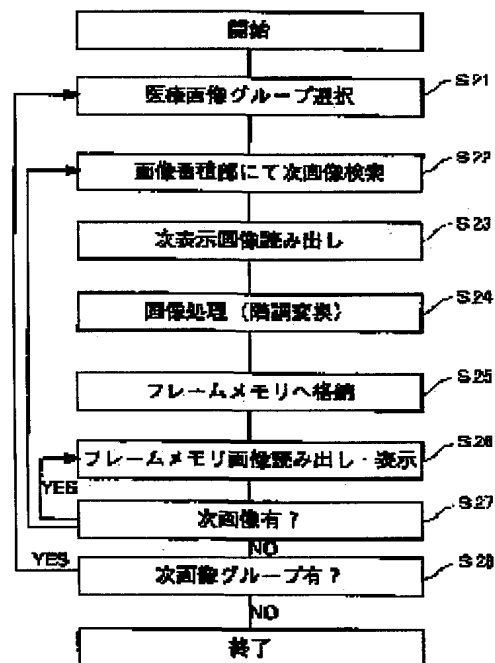 開始
医療画像グループ選択 S21
画像蓄積部にて次画像検索 S22
次表示画像読み出し S23
画像処理（階調変換） S24
フレームメモリへ格納 S25
フレームメモリ画像読み出し・表示 S26
YES
次画像有？ S27
NO
YES
次画像グループ有？ S28
NO
終了